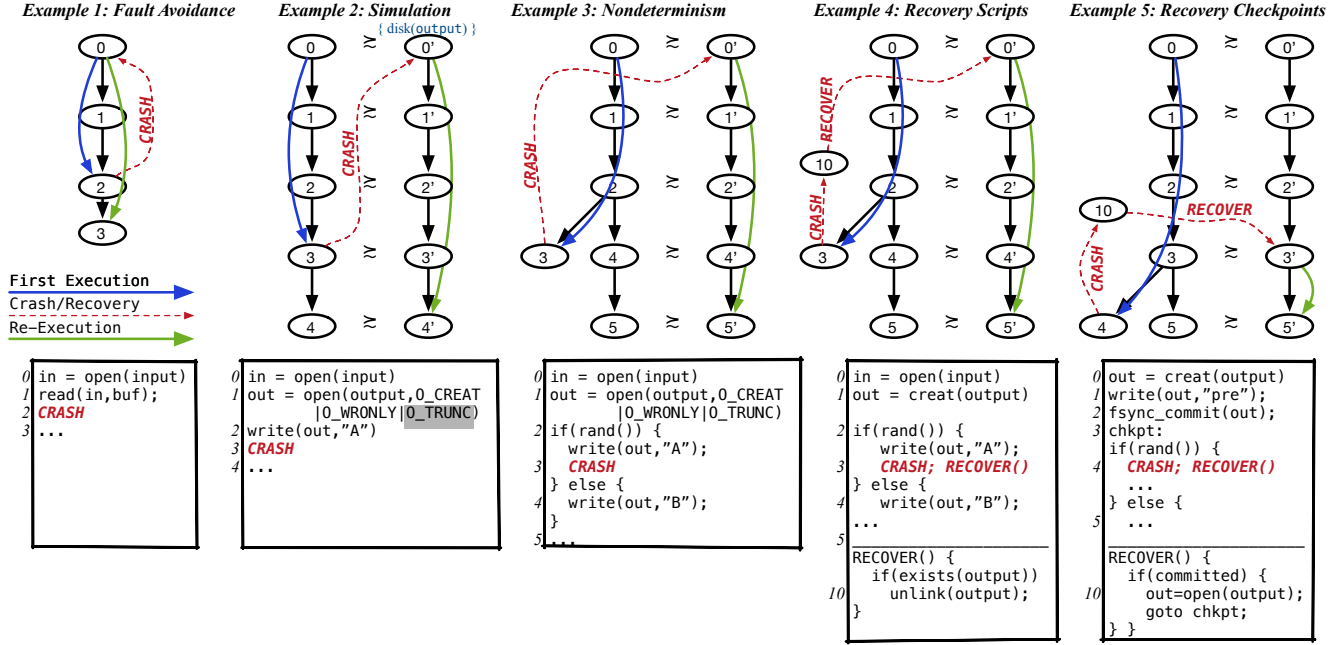 Example 1: Fault Avoidance
0
1
2
3
CRASH
First Execution
Crash/Recovery
Re-Execution
0 in = open(input)
1 read(in,buf);
2 CRASH
3 ...
Example 2: Simulation
{ disk(output) }
0 ≿ 0'
1 ≿ 1'
2 ≿ 2'
3 ≿ 3'
4 ≿ 4'
CRASH
0 in = open(input)
1 out = open(output,O_CREAT
|O_WRONLY|O_TRUNC)
2 write(out,”A”)
3 CRASH
4 ...
Example 3: Nondeterminism
0 ≿ 0'
1 ≿ 1'
2 ≿ 2'
3 4 ≿ 4'
5 ≿ 5'
CRASH
0 in = open(input)
1 out = open(output,O_CREAT
|O_WRONLY|O_TRUNC)
2 if(rand()) {
write(out,”A”);
3 CRASH
} else {
4 write(out,”B”);
}
5 ...
Example 4: Recovery Scripts
0 ≿ 0'
1 ≿ 1'
10
2 ≿ 2'
3 4 ≿ 4'
5 ≿ 5'
CRASH
RECOVER
0 in = open(input)
1 out = creat(output)
2 if(rand()) {
write(out,”A”);
3 CRASH; RECOVER()
} else {
4 write(out,”B”);
...
5
RECOVER() {
if(exists(output))
10 unlink(output);
}
Example 5: Recovery Checkpoints
0 ≿ 0'
1 ≿ 1'
2 ≿ 2'
10
RECOVER
3 ≿ 3'
CRASH
4 5 ≿ 5'
0 out = creat(output)
1 write(out,”pre”);
2 fsync_commit(out);
3 chkpt:
if(rand()) {
4 CRASH; RECOVER()
...
} else {
5 ...
RECOVER() {
if(committed) {
10 out=open(output);
goto chkpt;
} }